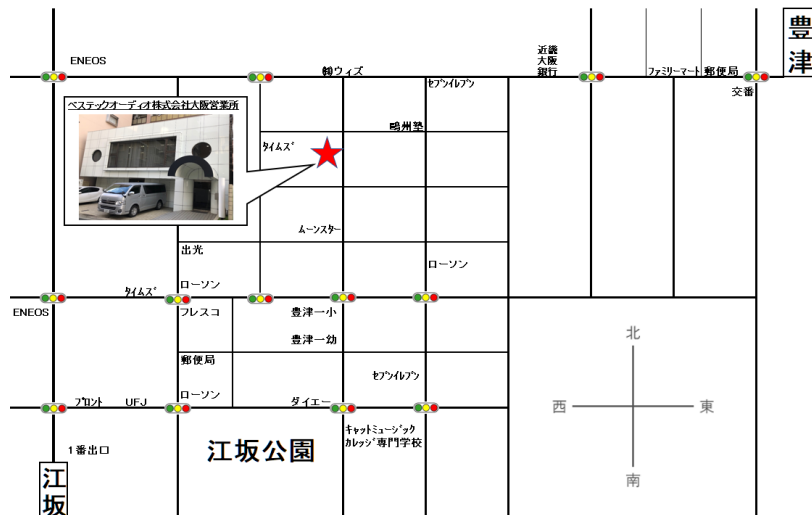 豊津
ENEOS
㈱ウィズ
近畿
大阪
銀行
ファミリーマート
郵便局
セブンイレブン
交番
ベステックオーディオ株式会社大阪営業所
鴎州塾
タイムズ
ムーンスター
出光
ローソン
ローソン
タイムズ
ENEOS
フレスコ
豊津一小
豊津一幼
北
郵便局
セブンイレブン
ローソン
フロント
UFJ
ダイエー
西
東
キャットミュージック
カレッジ専門学校
1番出口
江坂公園
江坂
南